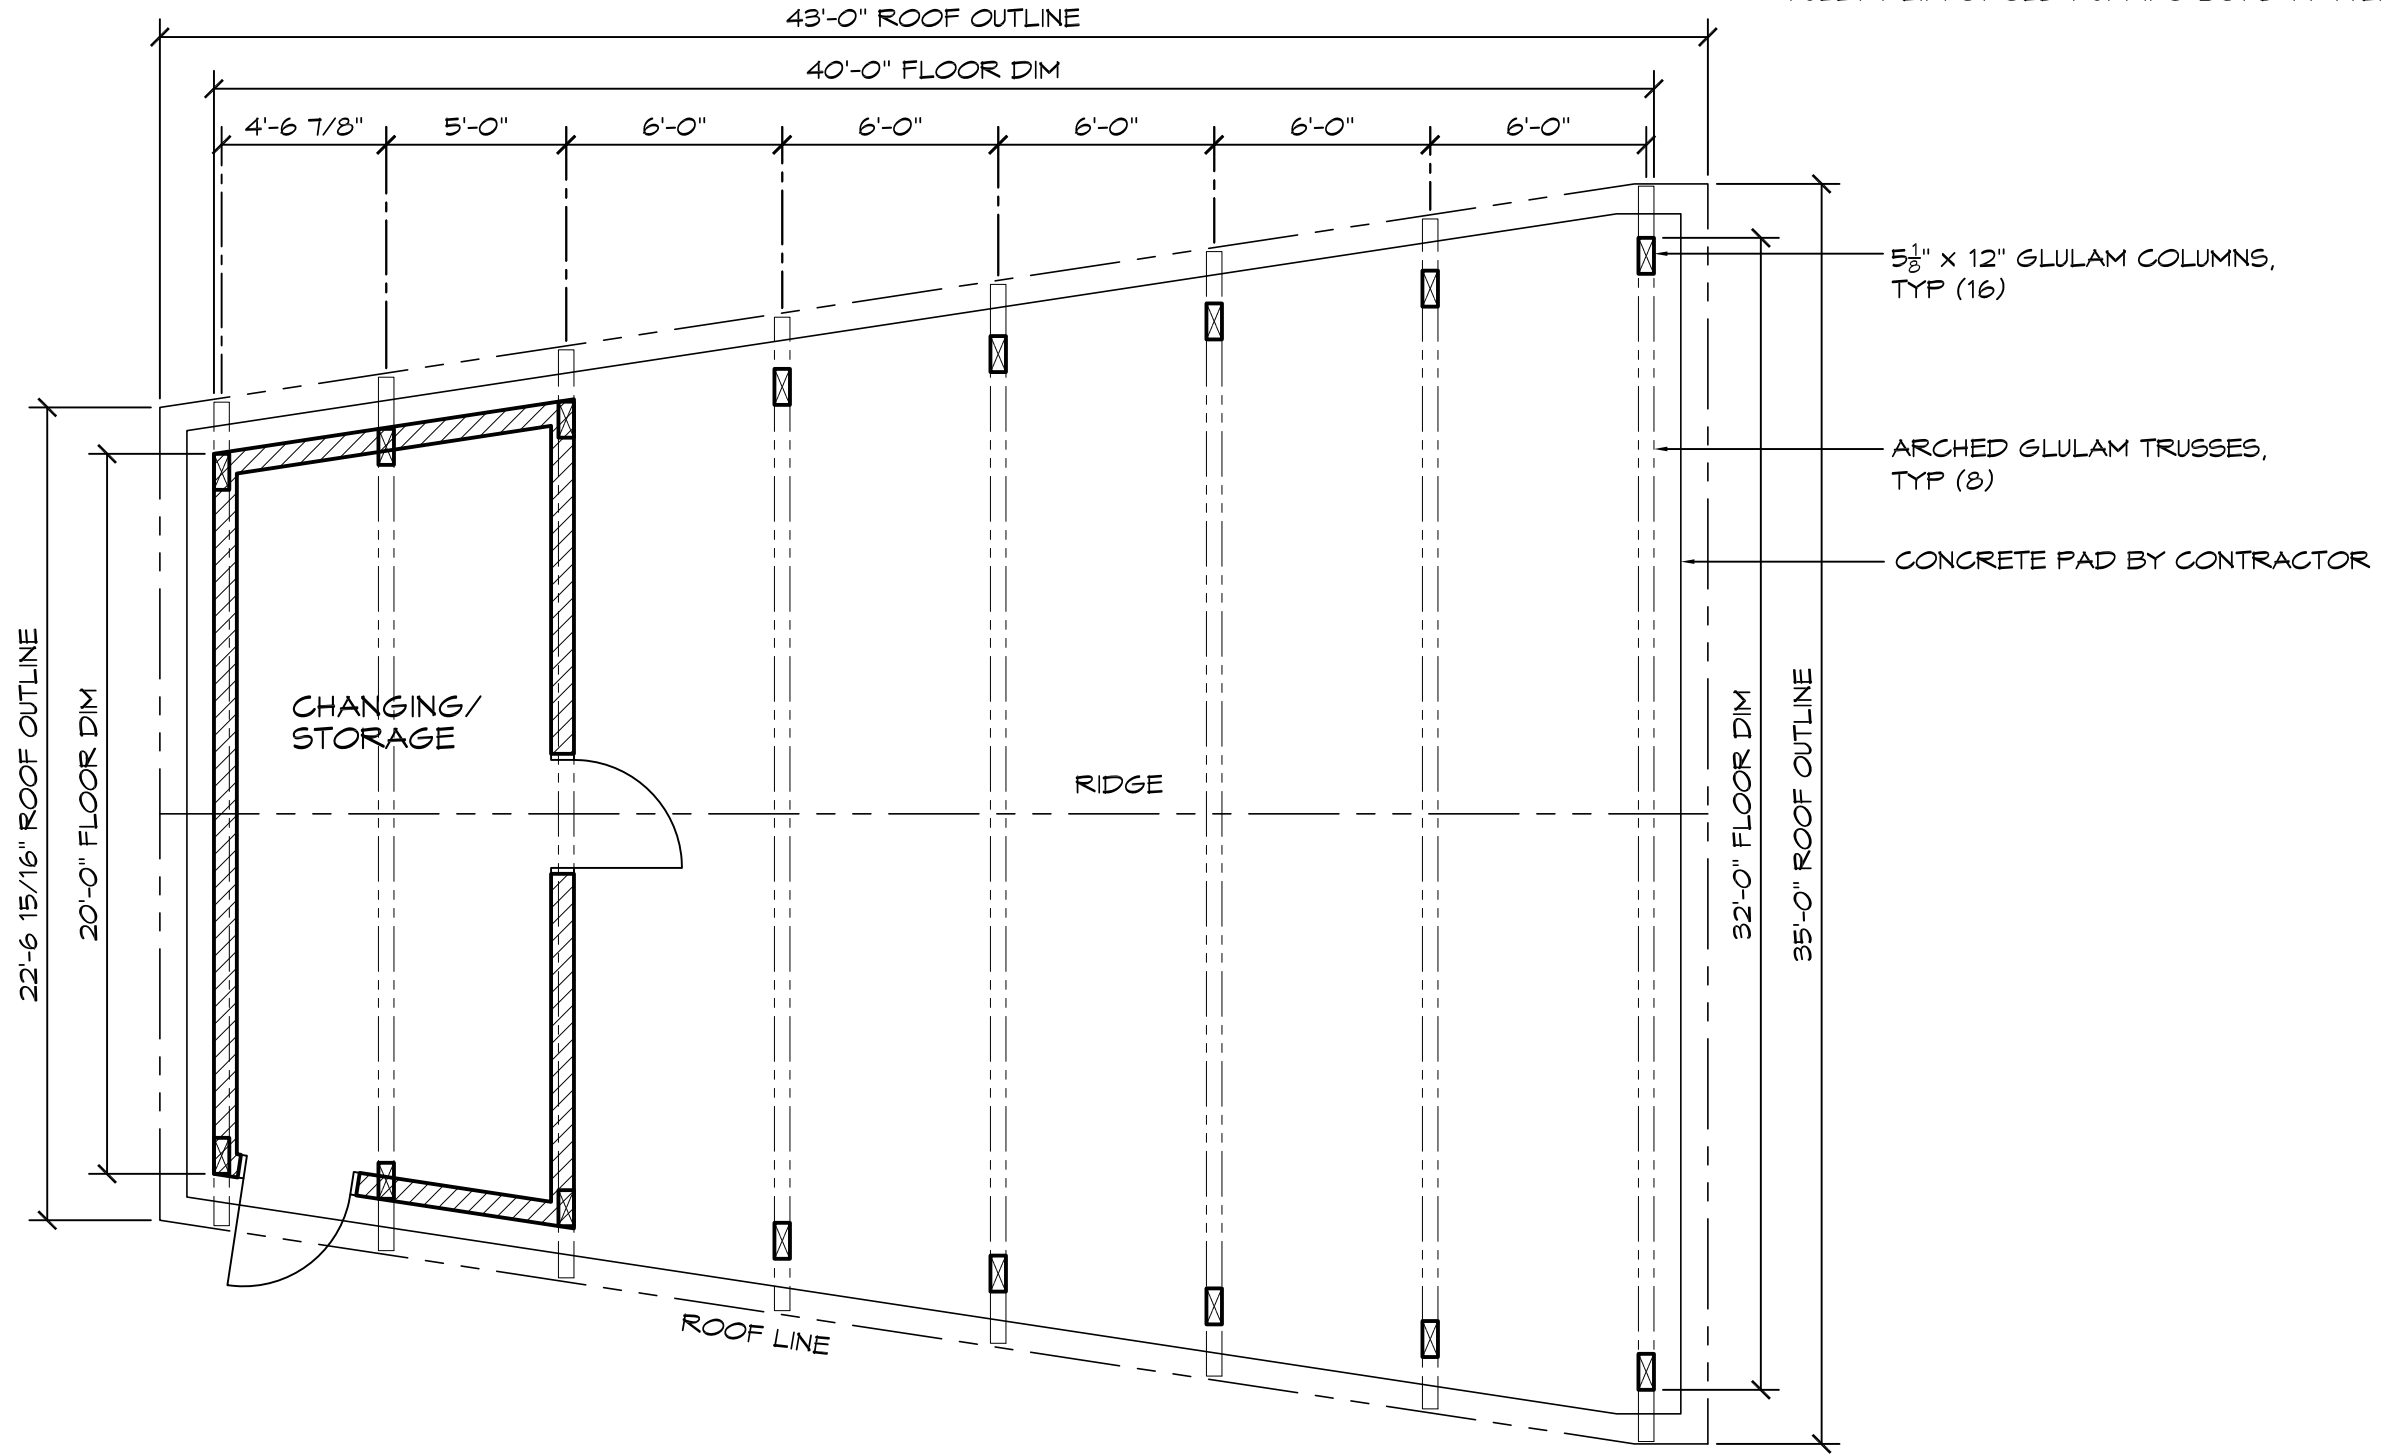 43'-0" ROOF OUTLINE
40'-0" FLOOR DIM
4'-6 7/8"
5'-0"
6'-0"
6'-0"
6'-0"
6'-0"
6'-0"
5 1/8" X 12" GLULAM COLUMNS,
TYP (16)
ARCHED GLULAM TRUSSES,
TYP (8)
CONCRETE PAD BY CONTRACTOR
22'-6 15/16" ROOF OUTLINE
20'-0" FLOOR DIM
CHANGING/
STORAGE
RIDGE
32'-0" FLOOR DIM
35'-0" ROOF OUTLINE
ROOF LINE